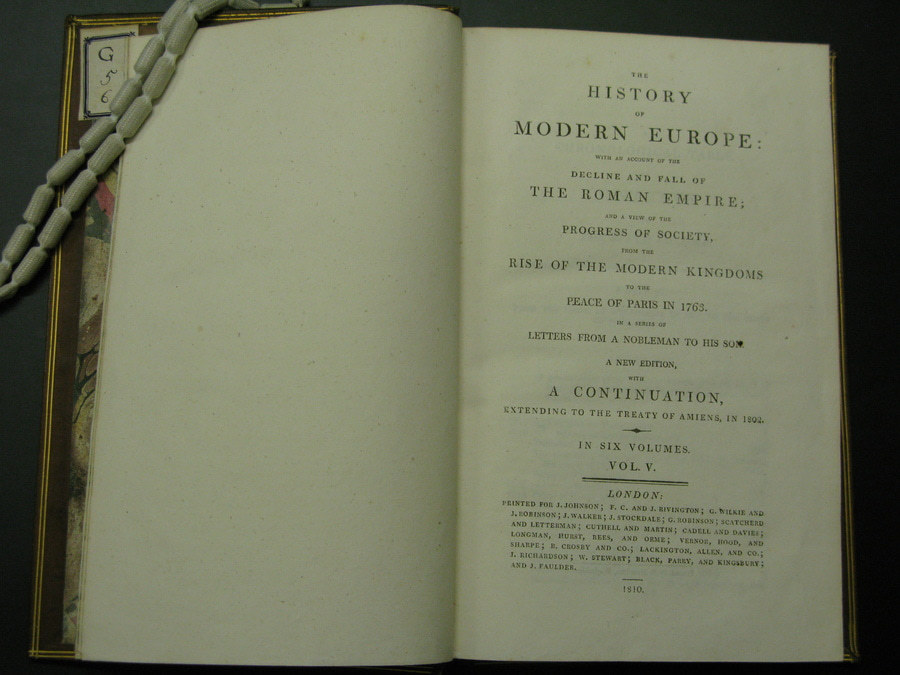 G
5
6
THE
HISTORY
OF
MODERN EUROPE:
WITH AN ACCOUNT OF THE
DECLINE AND FALL OF
THE ROMAN EMPIRE;
AND A VIEW OF THE
PROGRESS OF SOCIETY,
FROM THE
RISE OF THE MODERN KINGDOMS
TO THE
PEACE OF PARIS IN 1763.
IN A SERIES OF
LETTERS FROM A NOBLEMAN TO HIS SON.
A NEW EDITION,
WITH
A CONTINUATION,
EXTENDING TO THE TREATY OF AMIENS, IN 1802.
IN SIX VOLUMES.
VOL. V.
LONDON:
PRINTED FOR J. JOHNSON; F. C. AND J. RIVINGTON; G. WILKIE AND
J. ROBINSON; J. WALKER; J. STOCKDALE; G. ROBINSON; SCATCHERD
AND LETTERMAN; CUTHELL AND MARTIN; CADELL AND DAVIES;
LONGMAN, HURST, REES, AND ORME; VERNOR, HOOD, AND
SHARPE; B. CROSBY AND CO.; LACKINGTON, ALLEN, AND CO.;
J. RICHARDSON; W. STEWART; BLACK, PARRY, AND KINGSBURY;
AND J. FAULDER.
1810.